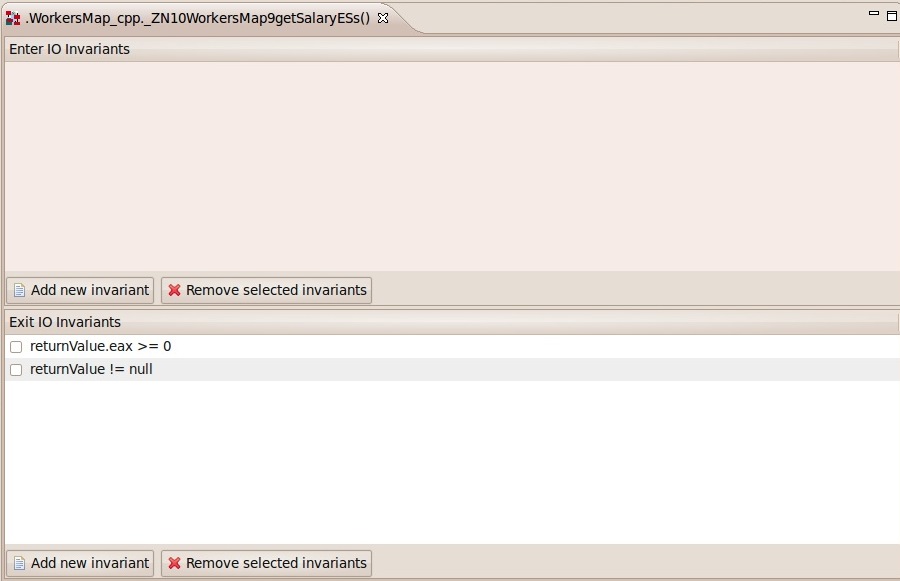 .WorkersMap_cpp._ZN10WorkersMap9getSalaryESs()
Enter IO Invariants
Add new invariant Remove selected invariants
Exit IO Invariants
returnValue.eax >= 0
returnValue != null
Add new invariant Remove selected invariants